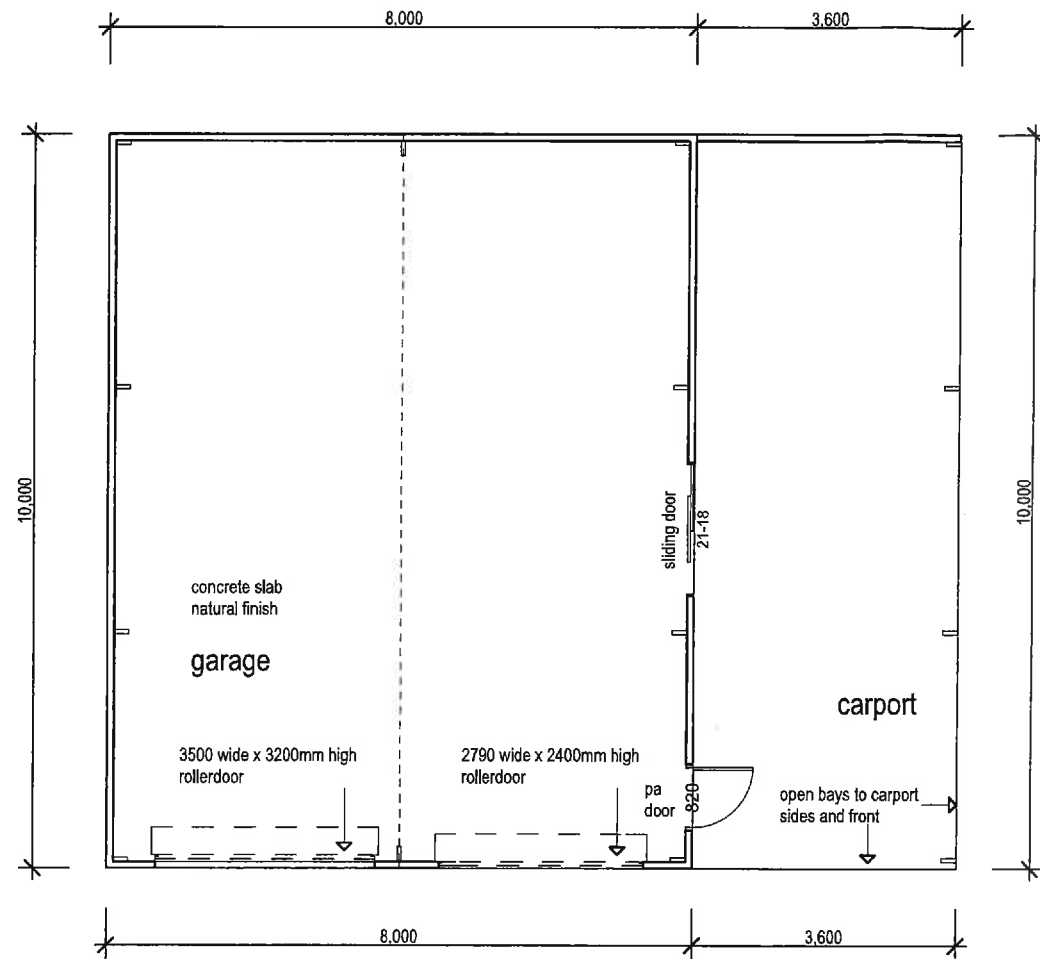 8,000
3,600
10,000
10,000
sliding door
21-18
concrete slab
natural finish
garage
carport
3500 wide x 3200mm high
rollerdoor
2790 wide x 2400mm high
rollerdoor
pa
door
820
open bays to carport
sides and front
8,000
3,600